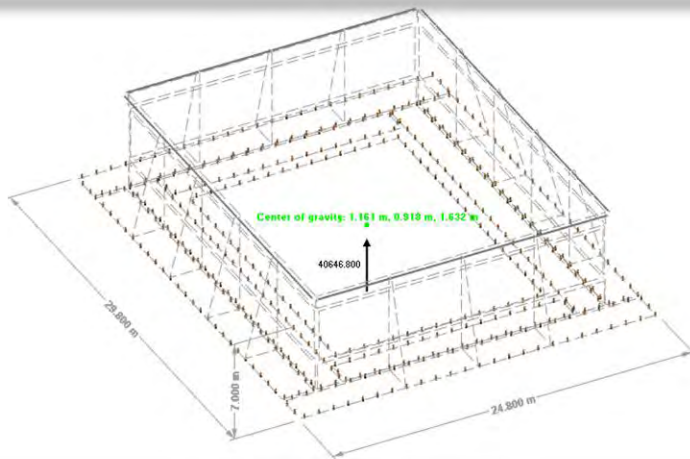 Center of gravity: 1.161 m, 0.918 m, 1.632 m
40646.800
29.800 m
7.000 m
24.800 m